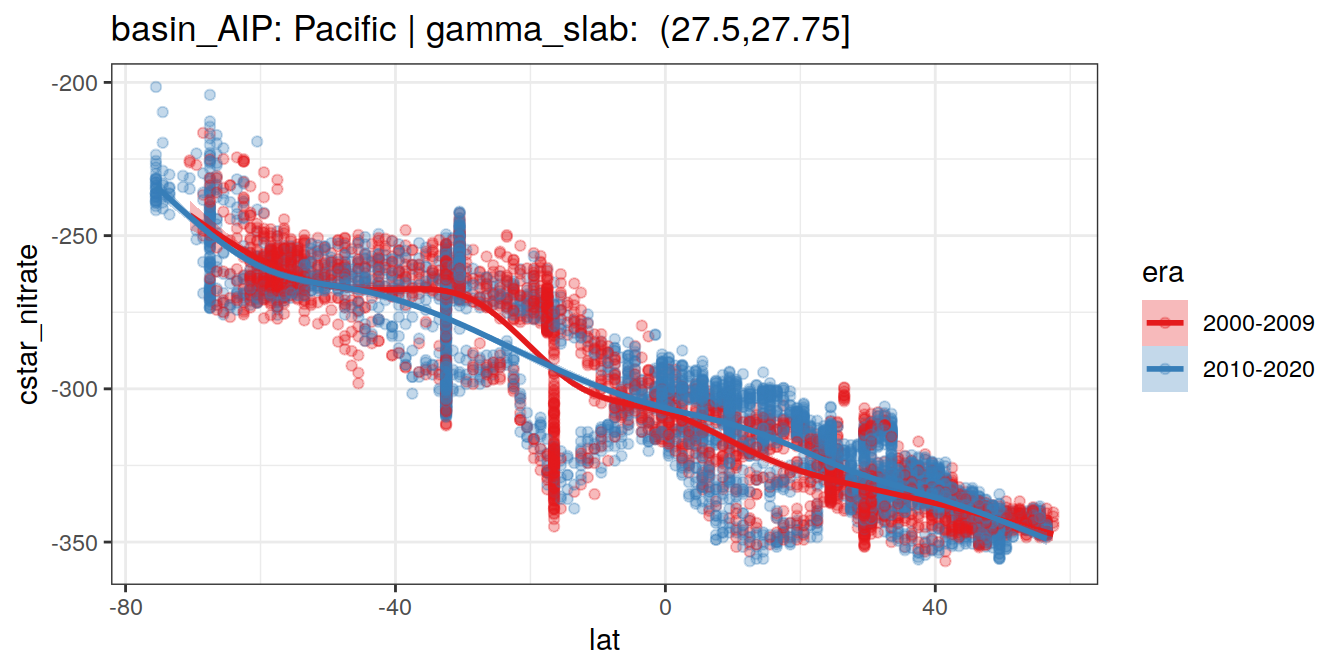 basin_AIP: Pacific | gamma_slab:  (27.5,27.75]
cstar_nitrate
-200
-250
-300
-350
-80
-40
0
40
lat
era
2000-2009
2010-2020